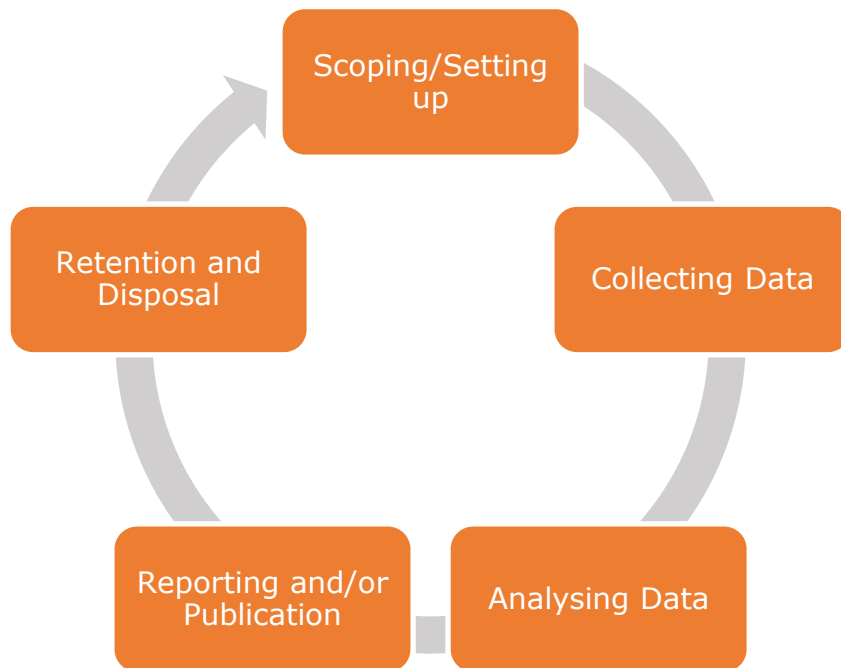 Scoping/Setting
up
Collecting Data
Analysing Data
Reporting and/or
Publication
Retention and
Disposal